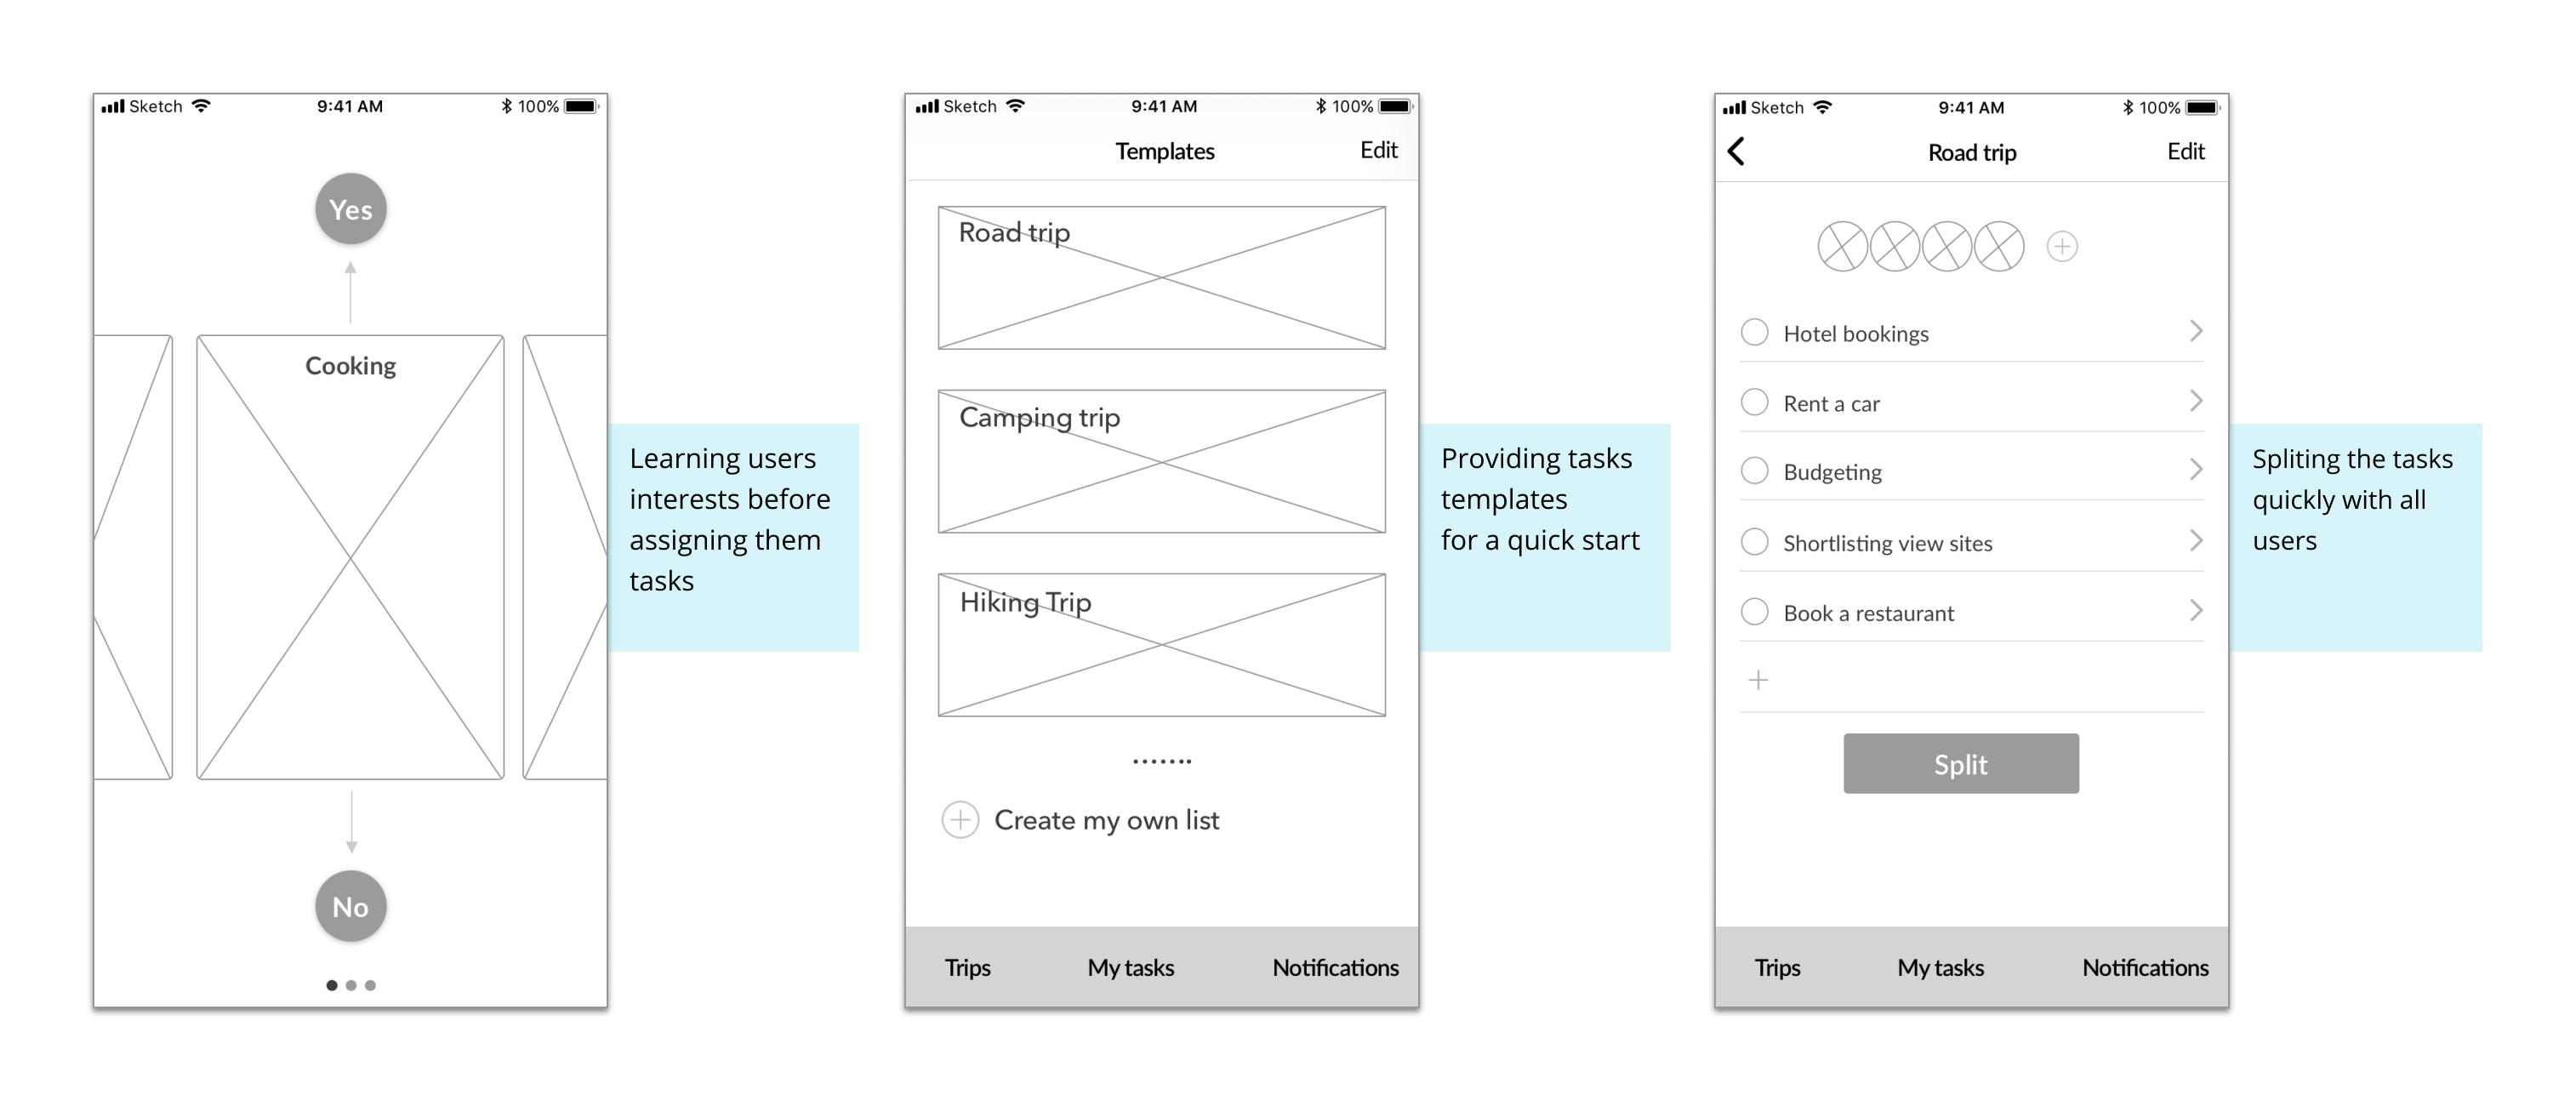 Sketch 9:41 AM 100%
Yes
Cooking
No
Learning users
interests before
assigning them
tasks
Sketch 9:41 AM 100%
Templates Edit
Road trip
Camping trip
Hiking Trip
.......
Create my own list
Trips My tasks Notifications
Providing tasks
templates
for a quick start
Sketch 9:41 AM 100%
Road trip Edit
Hotel bookings
Rent a car
Budgeting
Shortlisting view sites
Book a restaurant
Split
Trips My tasks Notifications
Spliting the tasks
quickly with all
users